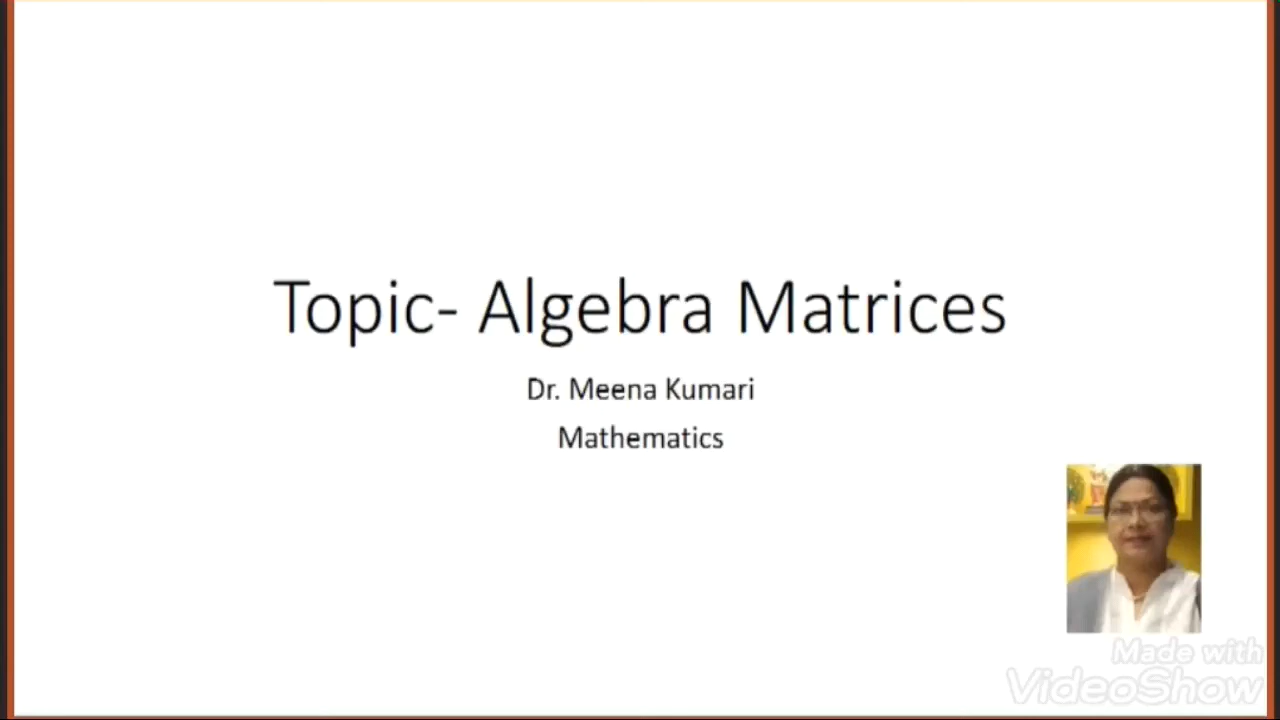 Topic- Algebra Matrices
Dr. Meena Kumari
Mathematics
Made with
VideoShow